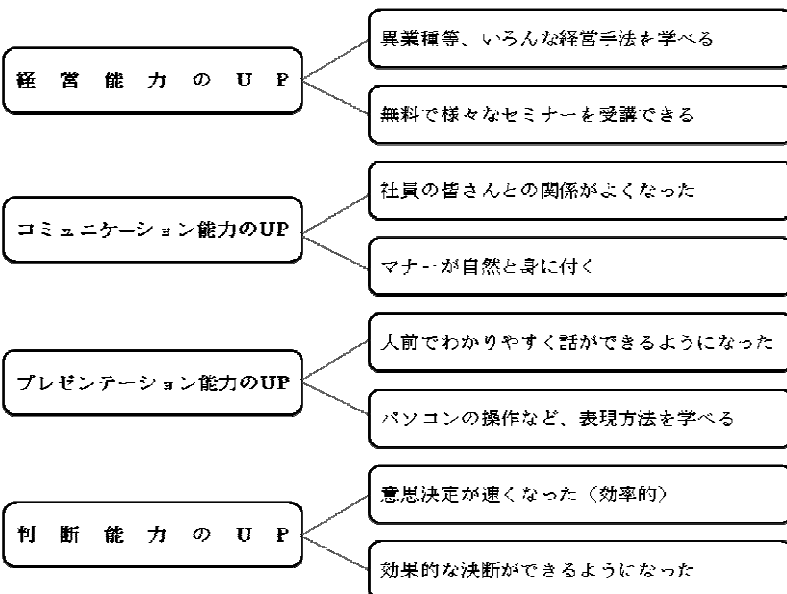 経営能力のUP
異業種等、いろんな経営手法を学べる
無料で様々なセミナーを受講できる
コミュニケーション能力のUP
社員の皆さんとの関係がよくなった
マナーが自然と身に付く
プレゼンテーション能力のUP
人前でわかりやすく話ができるようになった
パソコンの操作など、表現方法を学べる
判断能力のUP
意思決定が速くなった（効率的）
効果的な決断ができるようになった